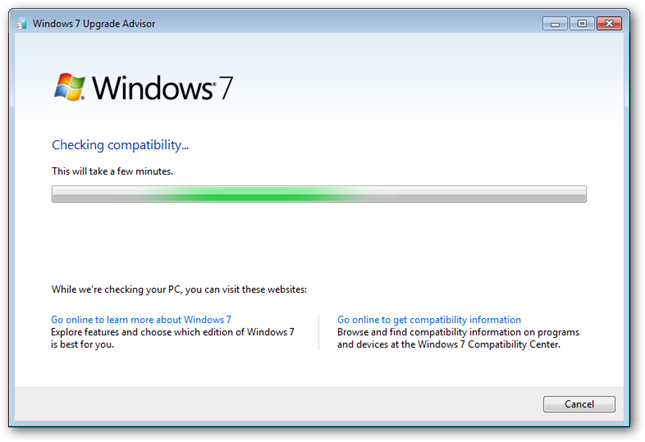 Windows 7 Upgrade Advisor
Windows 7
Checking compatibility...
This will take a few minutes.
While we're checking your PC, you can visit these websites:
Go online to learn more about Windows 7
Explore features and choose which edition of Windows 7
is best for you.
Go online to get compatibility information
Browse and find compatibility information on programs
and devices at the Windows 7 Compatibility Center.
Cancel